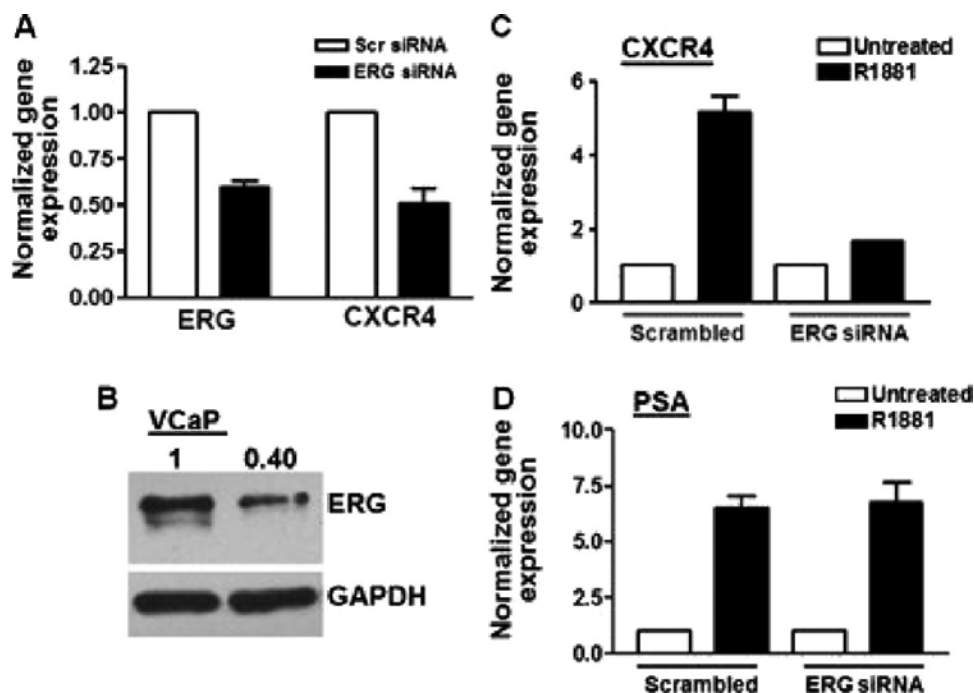 A
Scr siRNA
ERG siRNA
Normalized gene
expression
1.25
1.00
0.75
0.50
0.25
0.00
ERG
CXCR4
B
VCaP
1 0.40
ERG
GAPDH
C
CXCR4
Untreated
R1881
Normalized gene
expression
6
4
2
0
Scrambled
ERG siRNA
D
PSA
Untreated
R1881
Normalized gene
expression
10.0
7.5
5.0
2.5
0.0
Scrambled
ERG siRNA